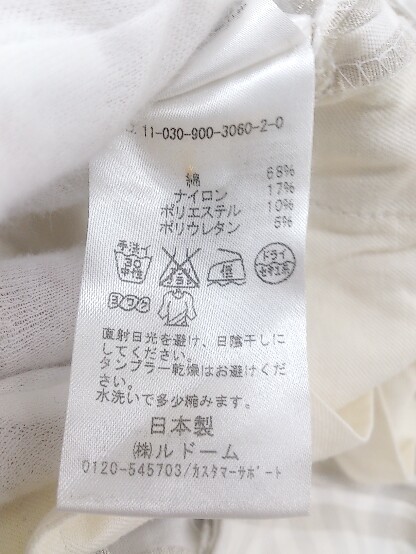 11-030-900-3060-2-0
綿 68%
ナイロン 17%
ポリエステル 10%
ポリウレタン 5%
手洗イ 30 中性 エンソ 低 ドライ セキユ系
ヨワク
直射日光を避け、日陰干しに
してください。
タンブラー乾燥はお避けくだ
さい。
水洗いで多少縮みます。
日本製
(株)ルドーム
0120-545703/カスタマーサポート